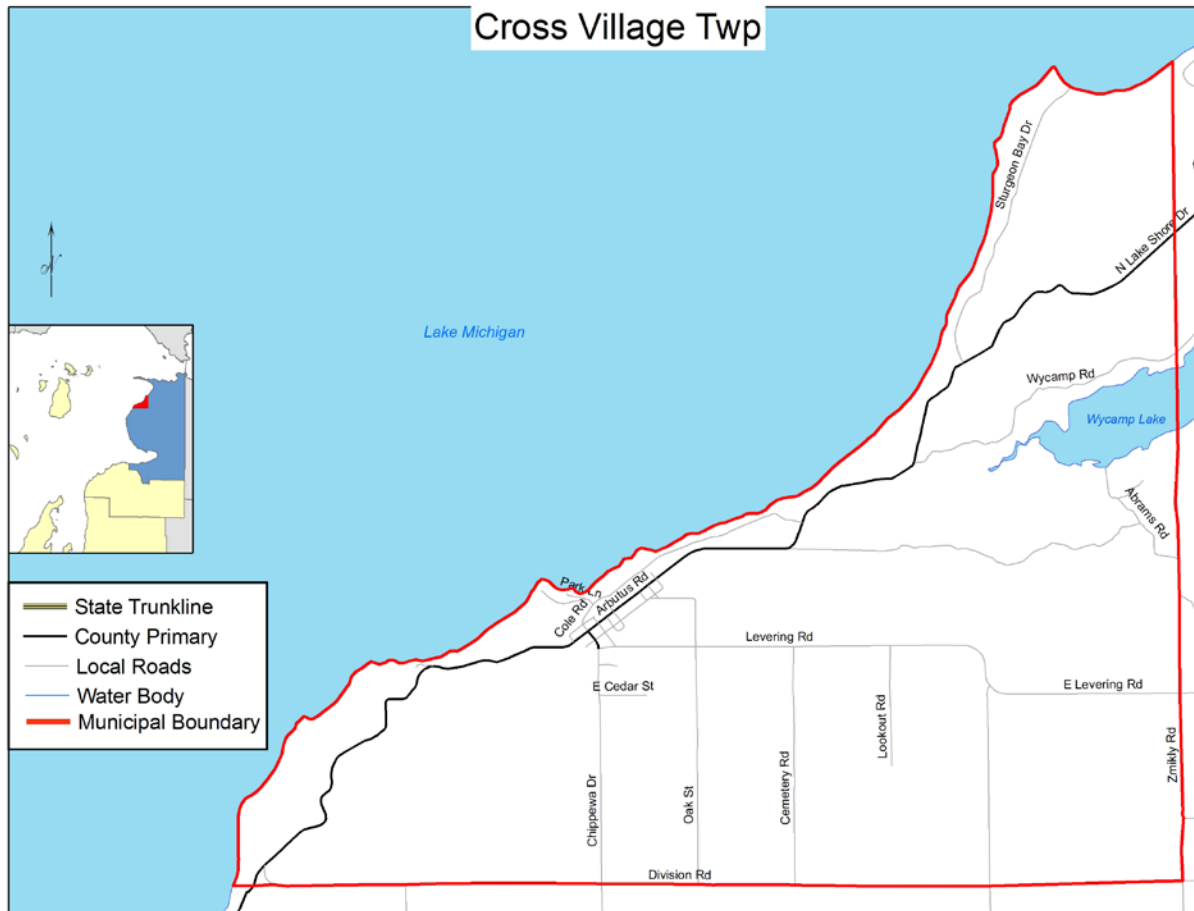 Cross Village Twp
Sturgeon Bay Dr
N Lake Shore Dr
N
Lake Michigan
Wycamp Rd
Wycamp Lake
Abrams Rd
Park Ln
Cole Rd
Arbutus Rd
Levering Rd
E Cedar St
E Levering Rd
Lookout Rd
Zmikly Rd
Chippewa Dr
Oak St
Cemetery Rd
Division Rd
State Trunkline
County Primary
Local Roads
Water Body
Municipal Boundary